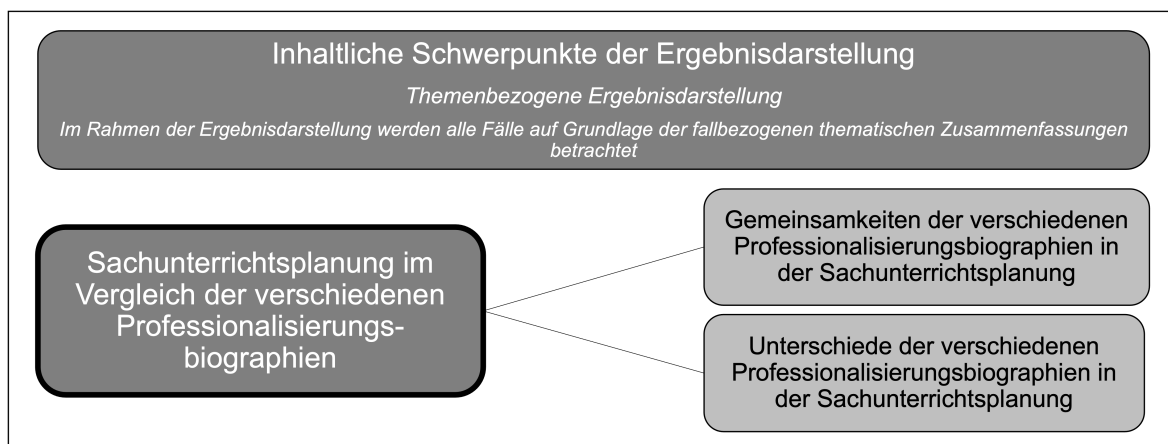 Inhaltliche Schwerpunkte der Ergebnisdarstellung
Themenbezogene Ergebnisdarstellung
Im Rahmen der Ergebnisdarstellung werden alle Fälle auf Grundlage der fallbezogenen thematischen Zusammenfassungen
betrachtet
Sachunterrichtsplanung im
Vergleich der verschiedenen
Professionalisierungs-
biographien
Gemeinsamkeiten der verschiedenen
Professionalisierungsbiographien in
der Sachunterrichtsplanung
Unterschiede der verschiedenen
Professionalisierungsbiographien in
der Sachunterrichtsplanung